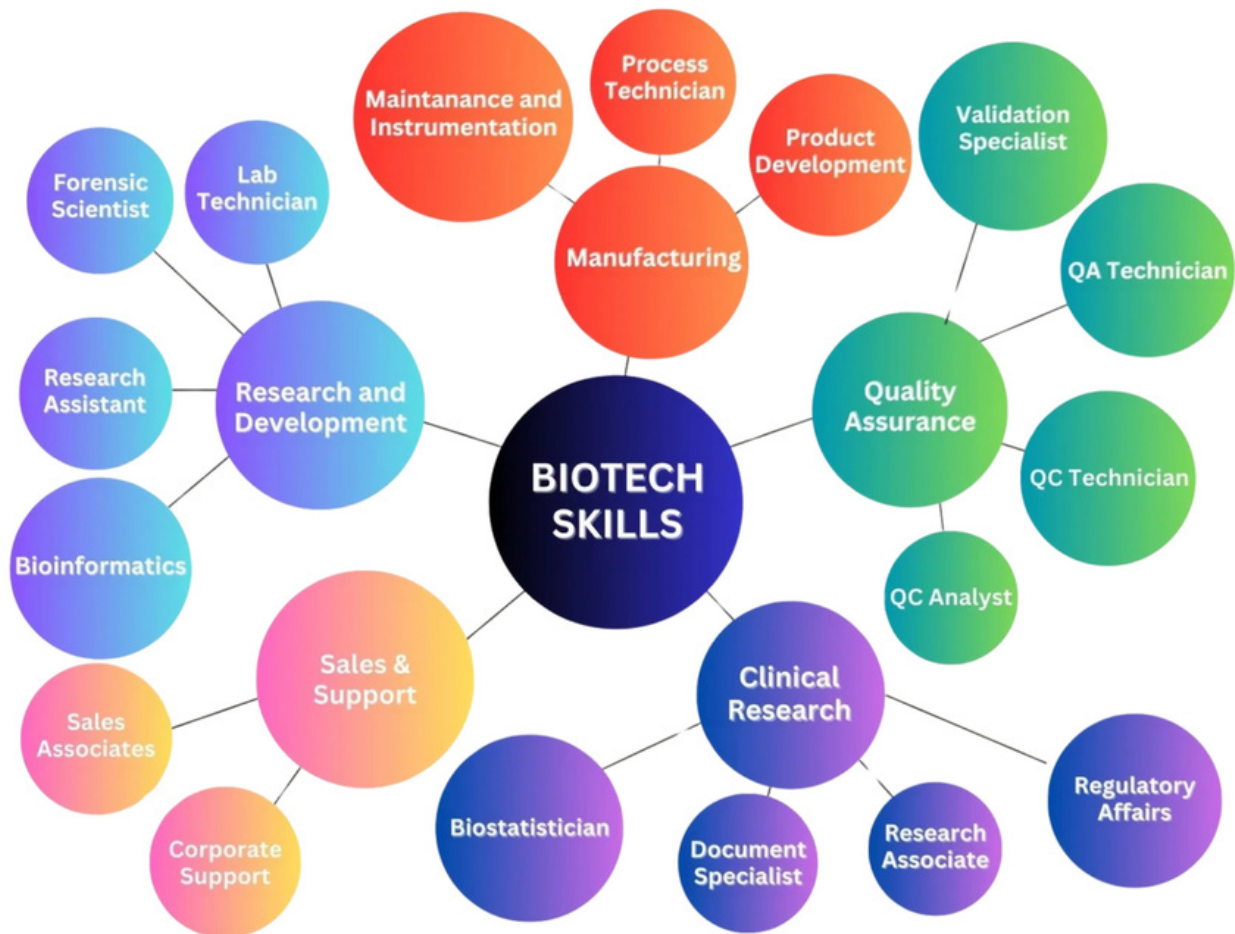 Maintanance and
Instrumentation
Process
Technician
Product
Development
Manufacturing
Validation
Specialist
QA Technician
QC Technician
QC Analyst
Quality
Assurance
Forensic
Scientist
Lab
Technician
Research
Assistant
Bioinformatics
Research and
Development
BIOTECH
SKILLS
Sales &
Support
Sales
Associates
Corporate
Support
Clinical
Research
Biostatistician
Document
Specialist
Research
Associate
Regulatory
Affairs